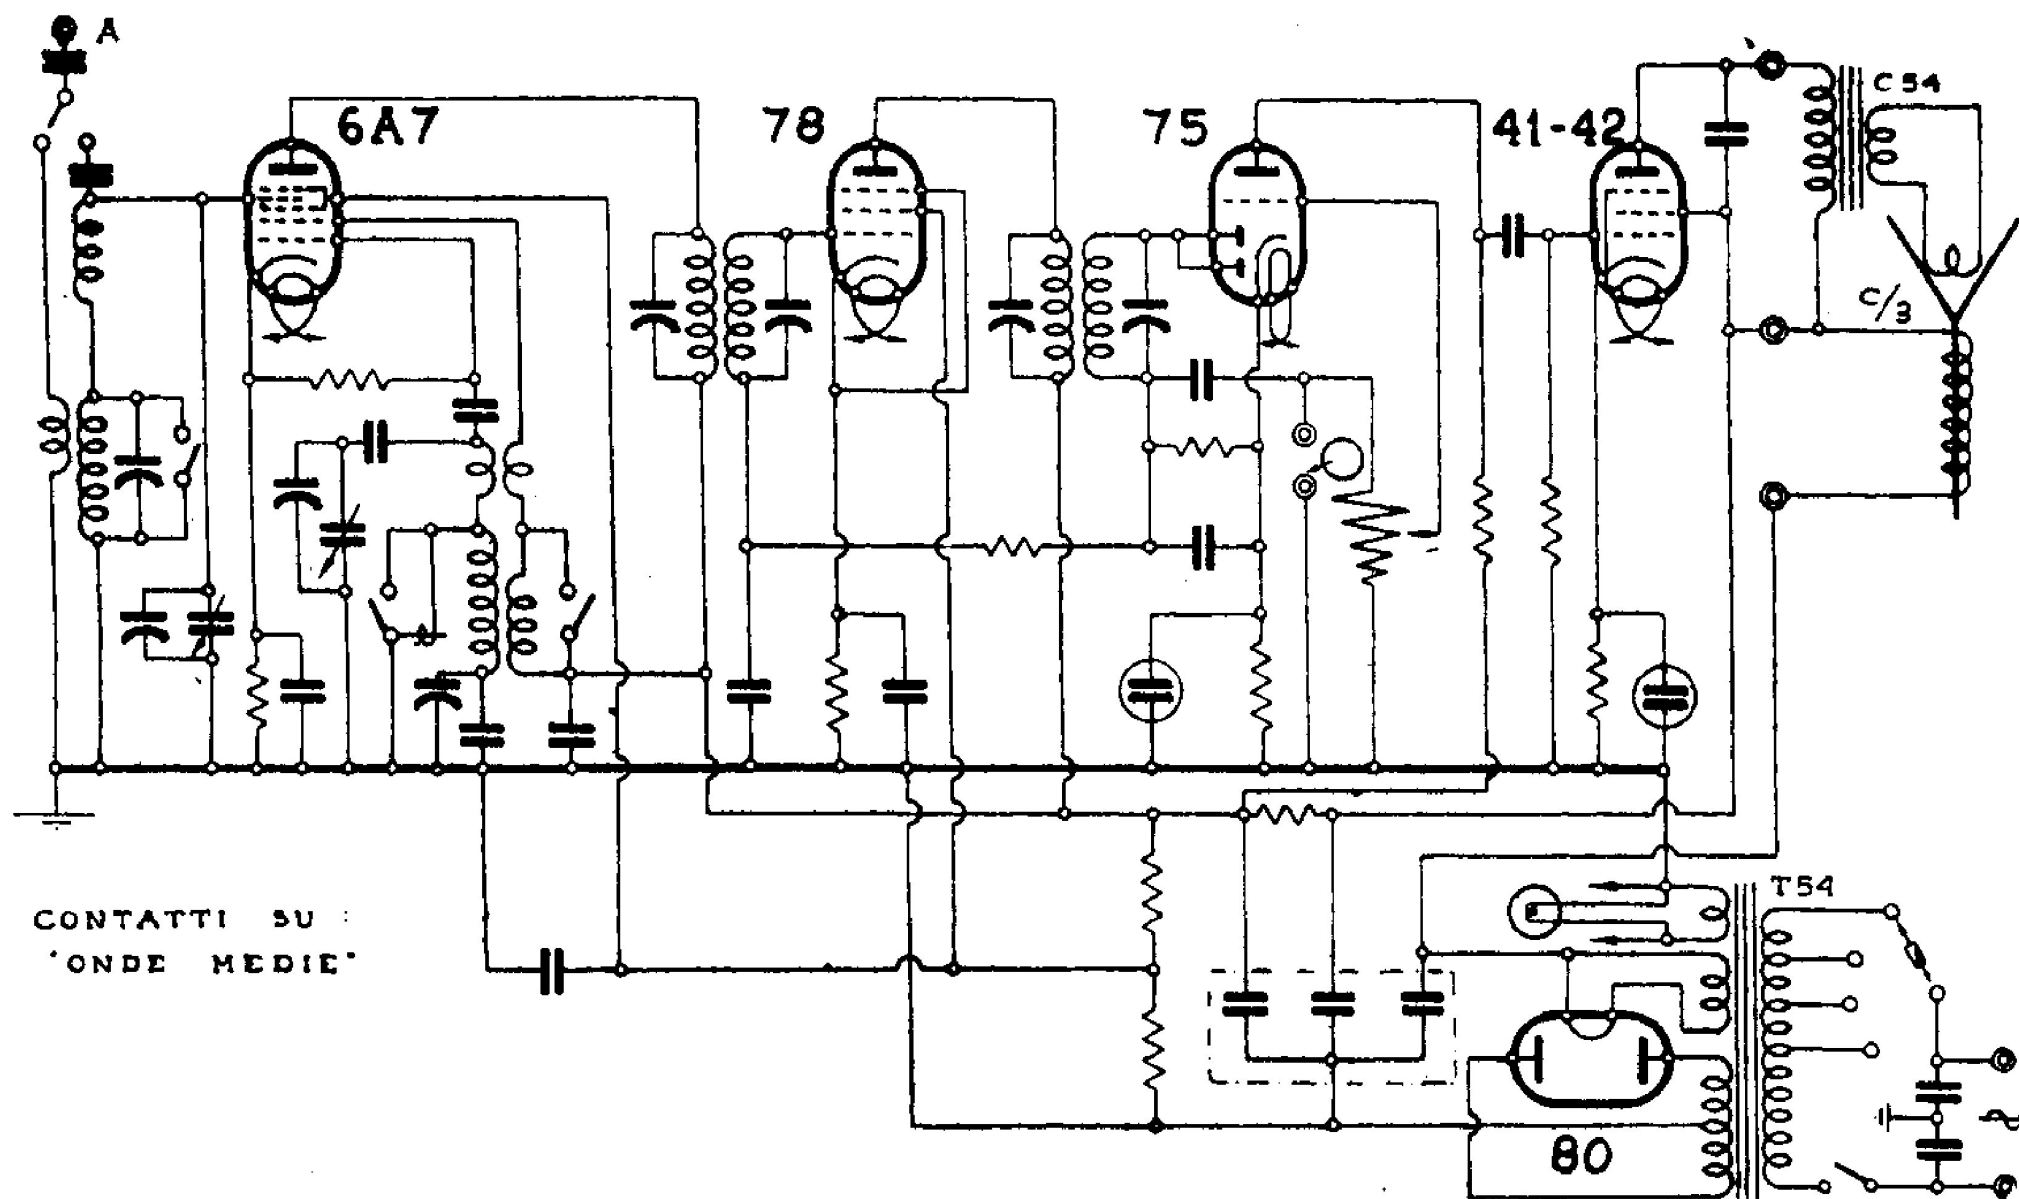 A
6A7
78
75
41-42
C54
C/3
T54
CONTATTI SU :
"ONDE MEDIE"
80